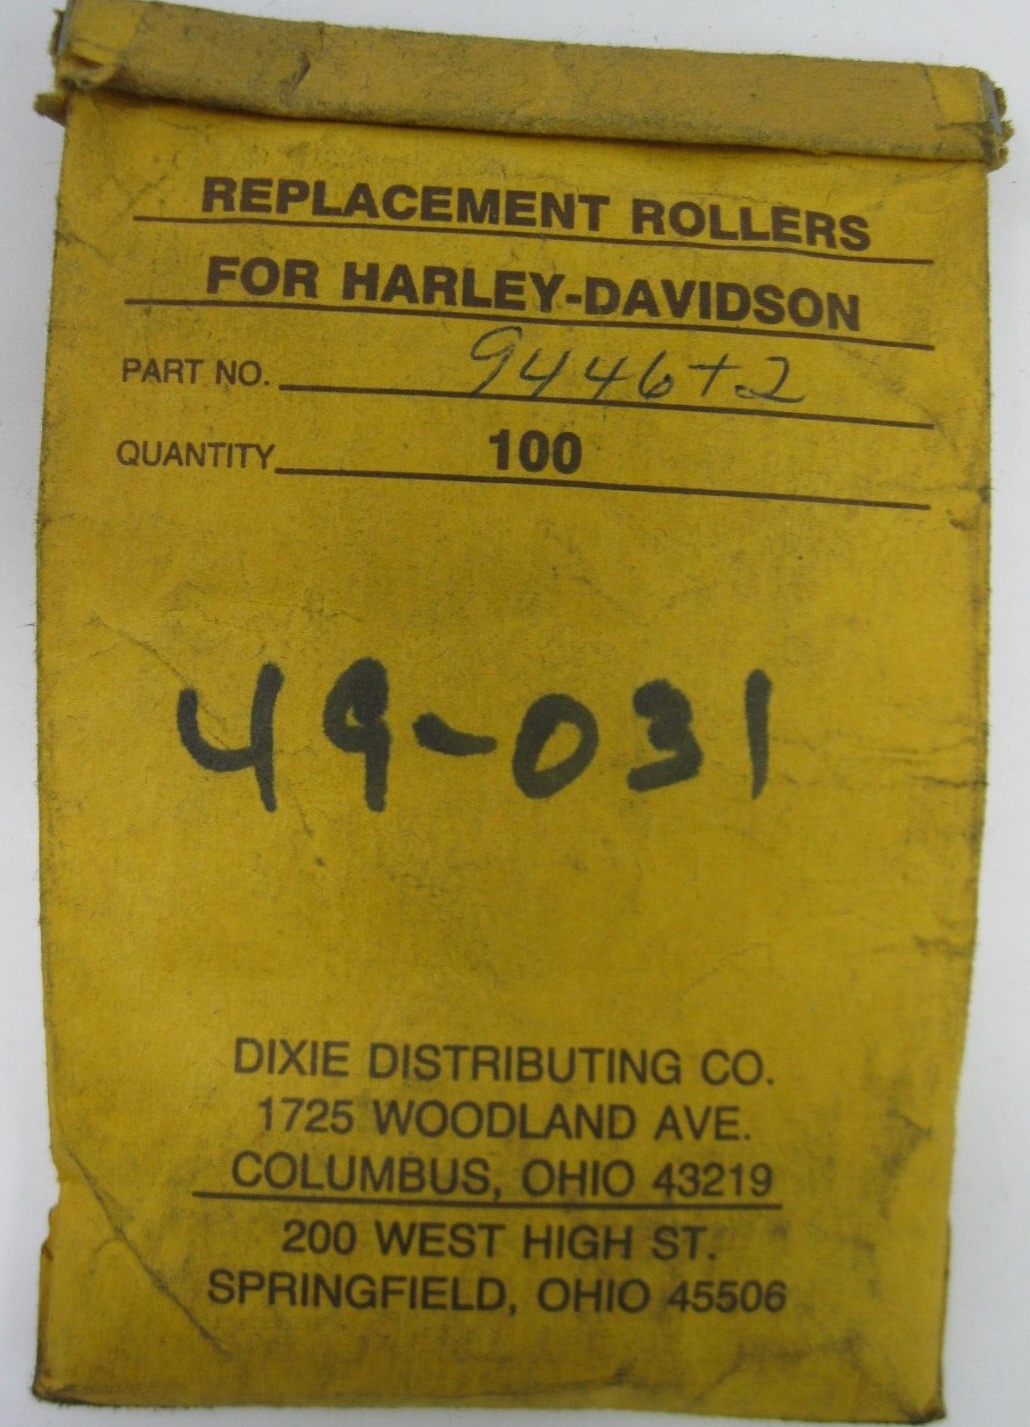 REPLACEMENT ROLLERS
FOR HARLEY-DAVIDSON
PART NO. 9446+2
QUANTITY 100
49-031
DIXIE DISTRIBUTING CO.
1725 WOODLAND AVE.
COLUMBUS, OHIO 43219
200 WEST HIGH ST.
SPRINGFIELD, OHIO 45506